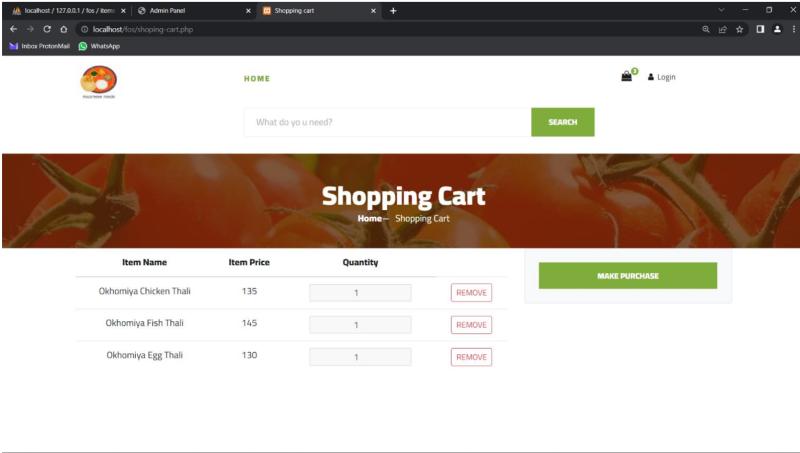 localhost / 127.0.0.1 / fos / items
Admin Panel
Shopping cart
localhost/fos/shoping-cart.php
Inbox ProtonMail
WhatsApp
HOME
3
Login
What do yo u need?
SEARCH
Shopping Cart
Home— Shopping Cart
Item Name Item Price Quantity
MAKE PURCHASE
Okhomiya Chicken Thali 135 1 REMOVE
Okhomiya Fish Thali 145 1 REMOVE
Okhomiya Egg Thali 130 1 REMOVE